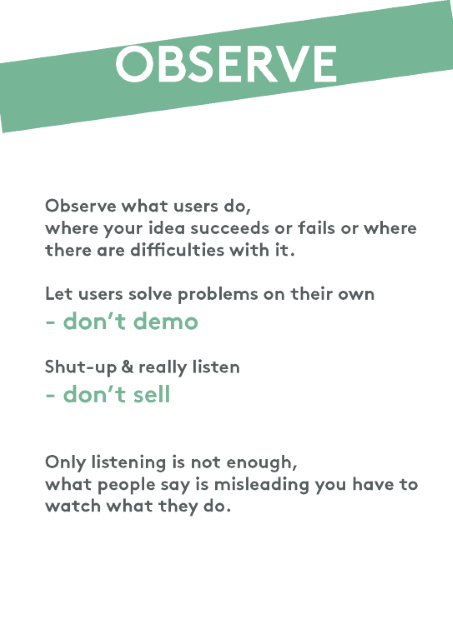 OBSERVE
Observe what users do,
where your idea succeeds or fails or where
there are difficulties with it.
Let users solve problems on their own
- don't demo
Shut-up & really listen
- don't sell
Only listening is not enough,
what people say is misleading you have to
watch what they do.